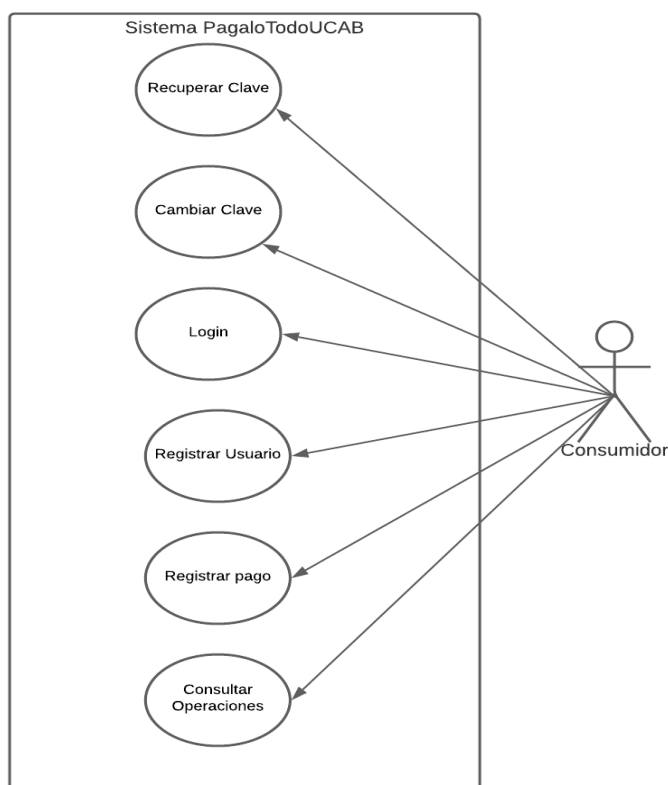 Sistema PagaloTodoUCAB
Recuperar Clave
Cambiar Clave
Login
Registrar Usuario
Consumidor
Registrar pago
Consultar
Operaciones